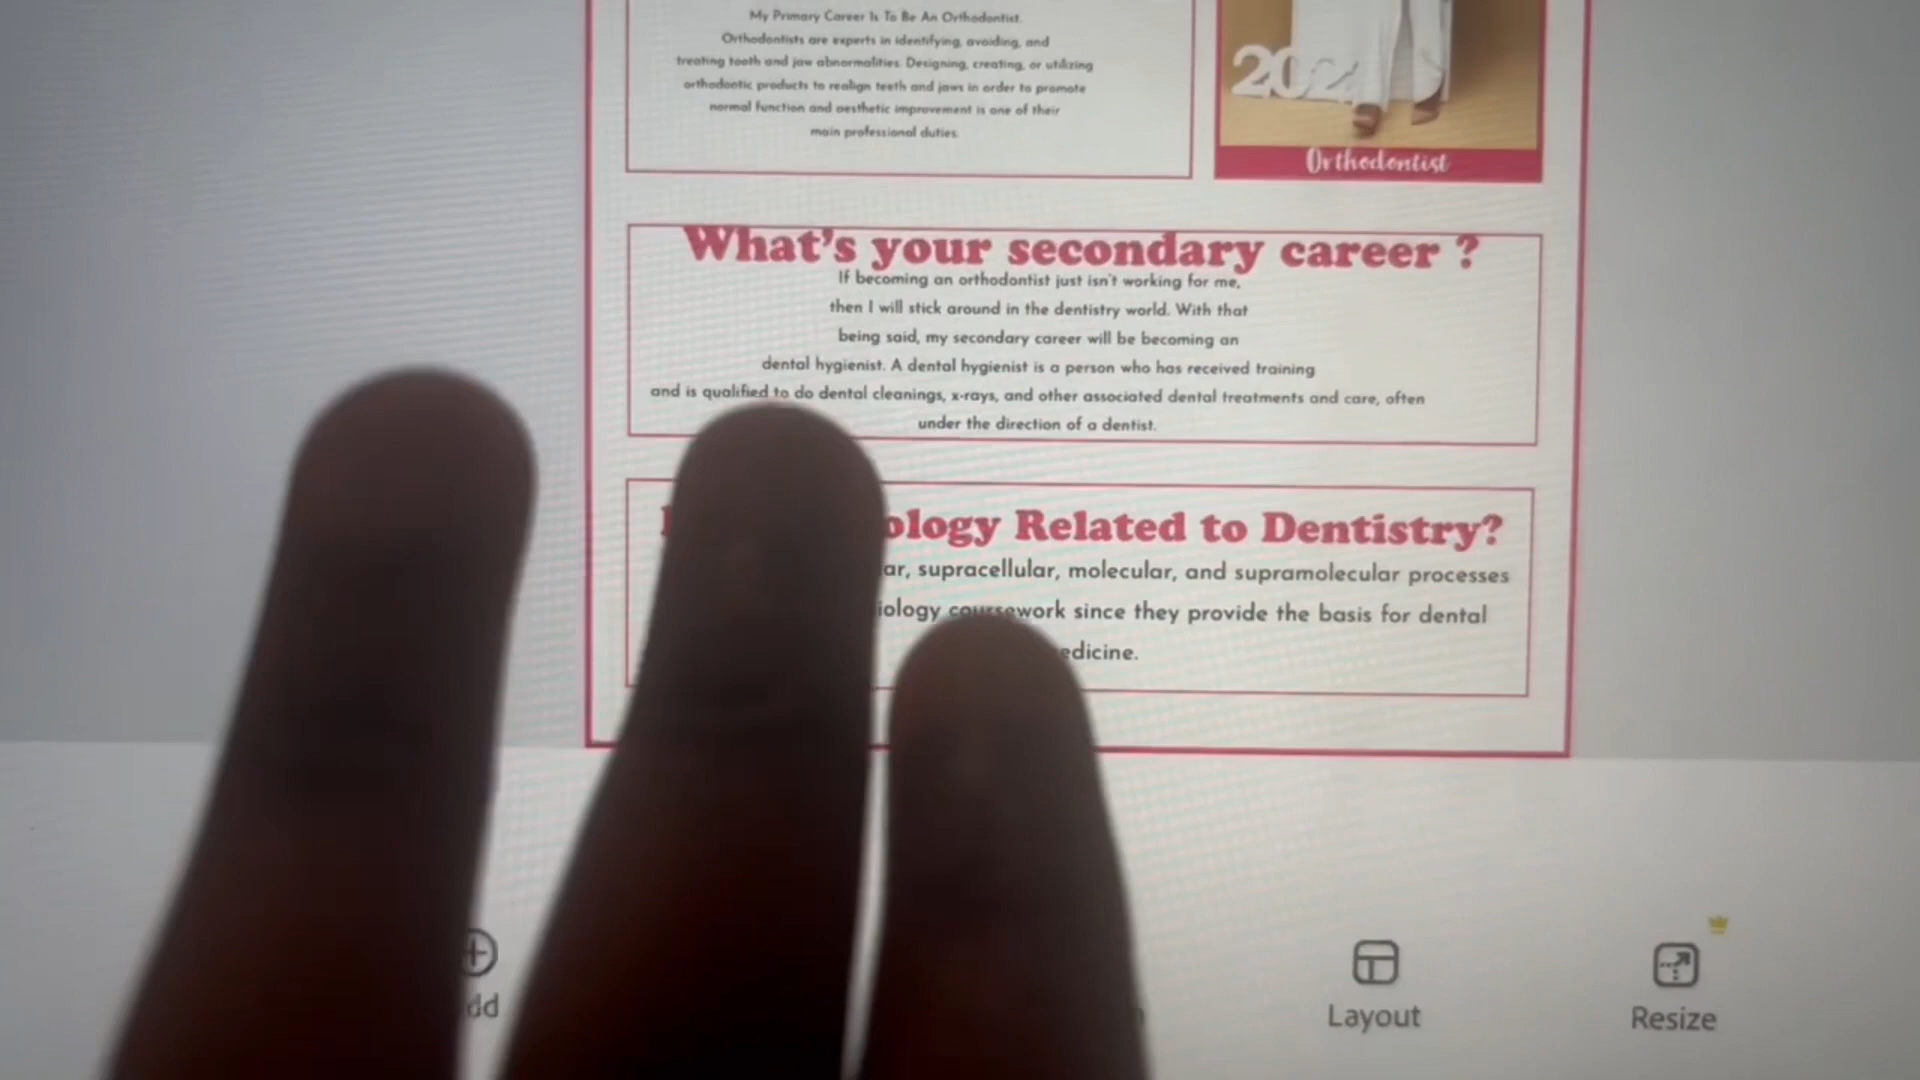 My Primary Career Is To Be An Orthodontist.
Orthodontists are experts in identifying, avoiding, and
treating tooth and jaw abnormalities. Designing, creating, or utilizing
orthodontic products to realign teeth and jaws in order to promote
normal function and aesthetic improvement is one of their
main professional duties.
202
Orthodontist
What's your secondary career ?
If becoming an orthodontist just isn't working for me,
then I will stick around in the dentistry world. With that
being said, my secondary career will be becoming an
dental hygienist. A dental hygienist is a person who has received training
and is qualified to do dental cleanings, x-rays, and other associated dental treatments and care, often
under the direction of a dentist.
ology Related to Dentistry?
ar, supracellular, molecular, and supramolecular processes
iology coursework since they provide the basis for dental
edicine.
dd
Layout
Resize